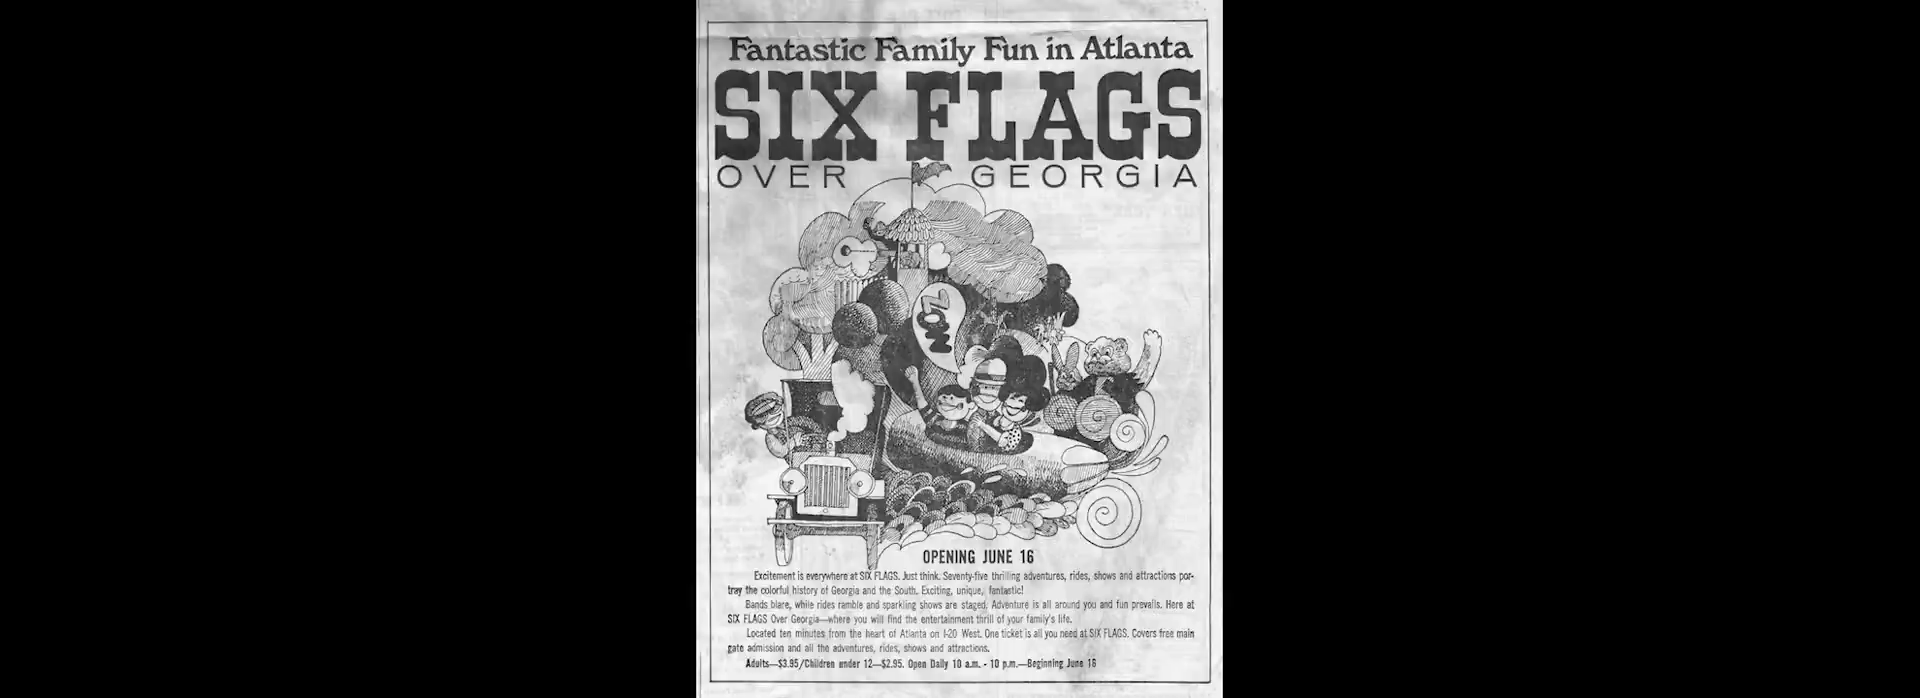 Fantastic Family Fun in Atlanta
SIX FLAGS
OVER GEORGIA
ZOW
OPENING JUNE 16
Excitement is everywhere at SIX FLAGS. Just think. Seventy-five thrilling adventures, rides, shows and attractions por-
tray the colorful history of Georgia and the South. Exciting, unique, fantastic!
Bands blare, while rides ramble and sparkling shows are staged. Adventure is all around you and fun prevails. Here at
SIX FLAGS Over Georgia—where you will find the entertainment thrill of your family's life.
Located ten minutes from the heart of Atlanta on I-20 West. One ticket is all you need at SIX FLAGS. Covers free main
gate admission and all the adventures, rides, shows and attractions.
Adults—$3.95/Children under 12—$2.95. Open Daily 10 a.m. - 10 p.m.—Beginning June 16